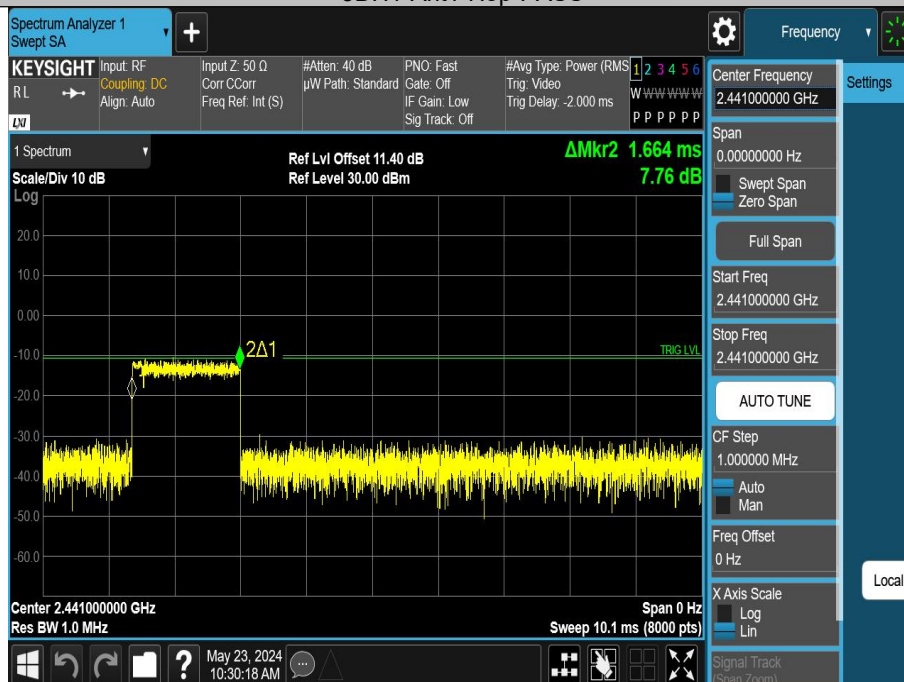 Spectrum Analyzer 1
Swept SA
+
Frequency
KEYSIGHT
RL
LXI
Input: RF
Coupling: DC
Align: Auto
Input Z: 50 Ω
Corr CCorr
Freq Ref: Int (S)
#Atten: 40 dB
µW Path: Standard
PNO: Fast
Gate: Off
IF Gain: Low
Sig Track: Off
#Avg Type: Power (RMS
Trig: Video
Trig Delay: -2.000 ms
1 2 3 4 5 6
W W W W W W
P P P P P P
Center Frequency
2.441000000 GHz
Settings
Span
0.00000000 Hz
Swept Span
Zero Span
Full Span
Start Freq
2.441000000 GHz
Stop Freq
2.441000000 GHz
AUTO TUNE
CF Step
1.000000 MHz
Auto
Man
Freq Offset
0 Hz
X Axis Scale
Log
Lin
Signal Track
(Span Zoom)
Local
1 Spectrum
Scale/Div 10 dB
Log
Ref Lvl Offset 11.40 dB
Ref Level 30.00 dBm
ΔMkr2 1.664 ms
7.76 dB
20.0
10.0
0.00
-10.0
-20.0
-30.0
-40.0
-50.0
-60.0
2Δ1
TRIG LVL
Center 2.441000000 GHz
Res BW 1.0 MHz
Span 0 Hz
Sweep 10.1 ms (8000 pts)
?
May 23, 2024
10:30:18 AM